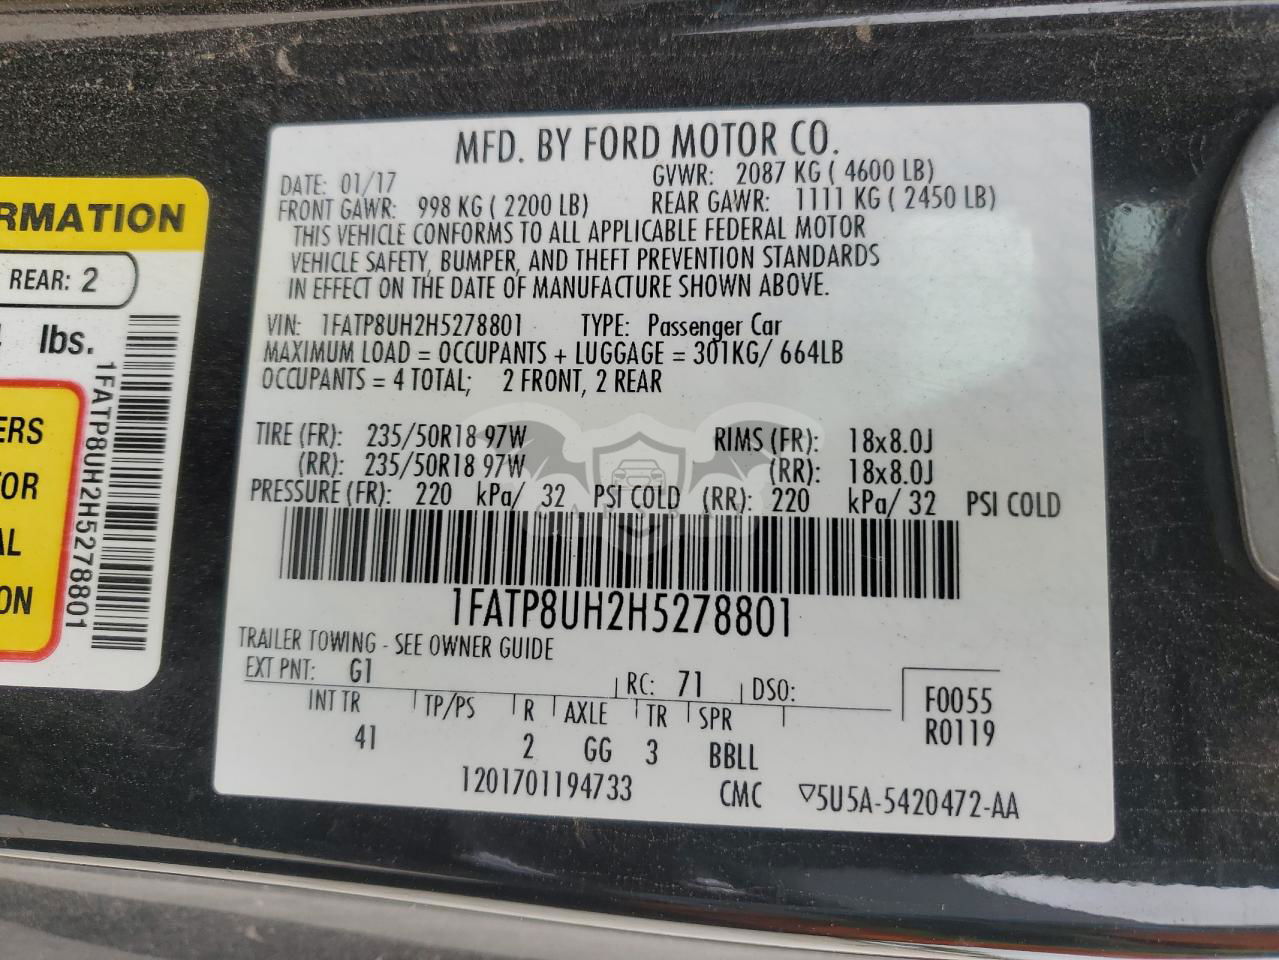 RMATION
REAR: 2
lbs.
1FATP8UH2H5278801
ERS
TOR
AL
ON
MFD. BY FORD MOTOR CO.
DATE: 01/17 GVWR: 2087 KG ( 4600 LB)
FRONT GAWR: 998 KG ( 2200 LB) REAR GAWR: 1111 KG ( 2450 LB)
THIS VEHICLE CONFORMS TO ALL APPLICABLE FEDERAL MOTOR
VEHICLE SAFETY, BUMPER, AND THEFT PREVENTION STANDARDS
IN EFFECT ON THE DATE OF MANUFACTURE SHOWN ABOVE.
VIN: 1FATP8UH2H5278801 TYPE: Passenger Car
MAXIMUM LOAD = OCCUPANTS + LUGGAGE = 301KG/ 664LB
OCCUPANTS = 4 TOTAL; 2 FRONT, 2 REAR
TIRE (FR): 235/50R18 97W RIMS (FR): 18x8.0J
(RR): 235/50R18 97W (RR): 18x8.0J
PRESSURE (FR): 220 kPa/ 32 PSI COLD (RR): 220 kPa/ 32 PSI COLD
1FATP8UH2H5278801
TRAILER TOWING - SEE OWNER GUIDE
EXT PNT: G1 RC: 71 DSO:
INT TR TP/PS R AXLE TR SPR
41 2 GG 3 BBLL
F0055
R0119
1201701194733 CMC ▽5U5A-5420472-AA